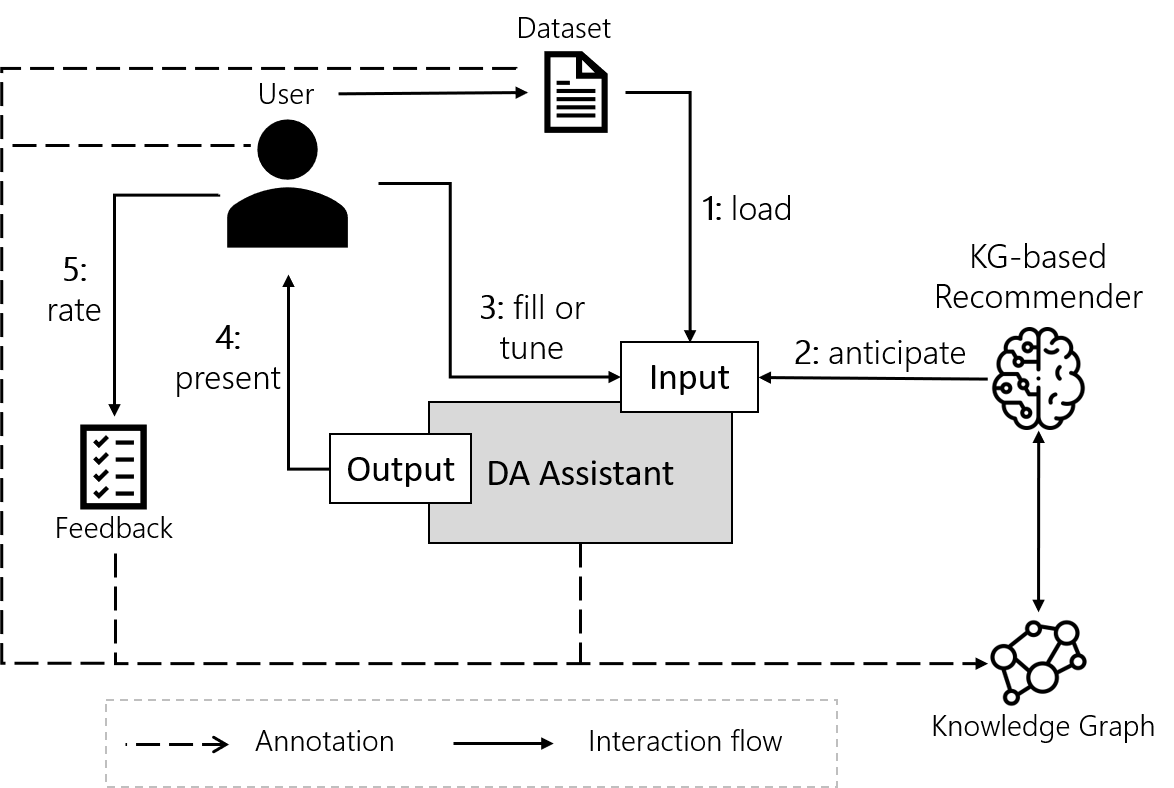 Dataset
User
1: load
KG-based
Recommender
5:
rate
3: fill or
tune
4:
present
2: anticipate
Input
Output
DA Assistant
Feedback
Knowledge Graph
Annotation
Interaction flow